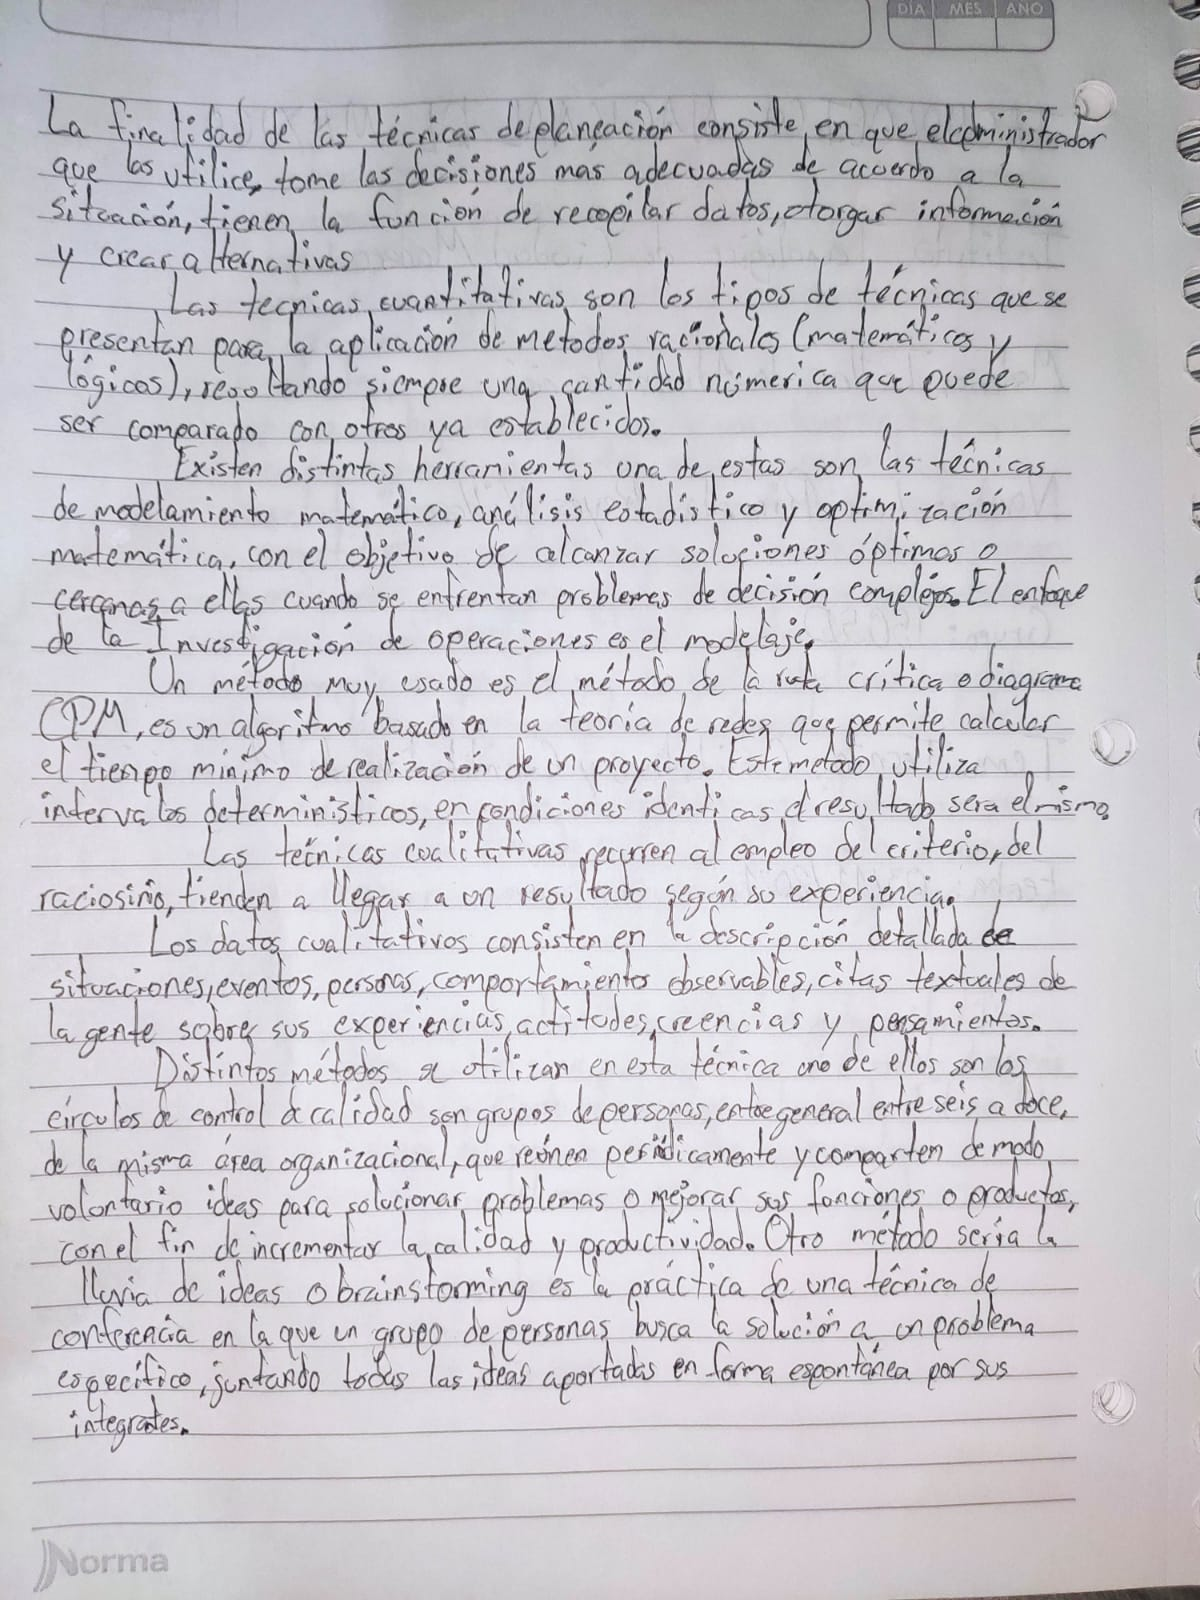 DÍA MES AÑO
La finalidad de las técnicas de planeación consiste en que el administrador
que las utilice, tome las decisiones mas adecuadas de acuerdo a la
situación, tienen la función de recopilar datos, otorgar información
y crear alternativas
Las tecnicas cuantitativas son los tipos de técnicas que se
presentan para la aplicación de metodos racionales (matemáticos y
lógicos), resultando siempre una cantidad númerica que puede
ser comparado con otros ya establecidos.
Existen distintas herramientas una de estas son las técnicas
de modelamiento matemático, análisis estadístico y optimización
matemática, con el objetivo de alcanzar soluciones óptimas o
cercanas a ellas cuando se enfrentan problemas de decisión complejos. El enfoque
de la Investigación de operaciones es el modelaje.
Un método muy usado es el método de la ruta crítica o diagrama
CPM, es un algoritmo basado en la teoría de redes que permite calcular
el tiempo mínimo de realización de un proyecto. Este metodo utiliza
intervalos determinísticos, en condiciones identicas el resultado sera el mismo.
Las técnicas cualitativas recurren al empleo del criterio, del
raciosinio, tienden a llegar a un resultado según su experiencia.
Los datos cualitativos consisten en la descripción detallada de
situaciones, eventos, personas, comportamientos observables, citas textuales de
la gente sobre sus experiencias, actitudes, creencias y pensamientos.
Distintos métodos se utilizan en esta técnica uno de ellos son los
círculos de control de calidad son grupos de personas, entre general entre seis a doce,
de la misma área organizacional, que reúnen periódicamente y comparten de modo
voluntario ideas para solucionar problemas o mejorar sus funciones o productos,
con el fin de incrementar la calidad y productividad. Otro método sería la
lluvia de ideas o brainstorming es la práctica de una técnica de
conferencia en la que un grupo de personas busca la solución a un problema
específico, juntando todas las ideas aportadas en forma espontánea por sus
integrantes.
Norma